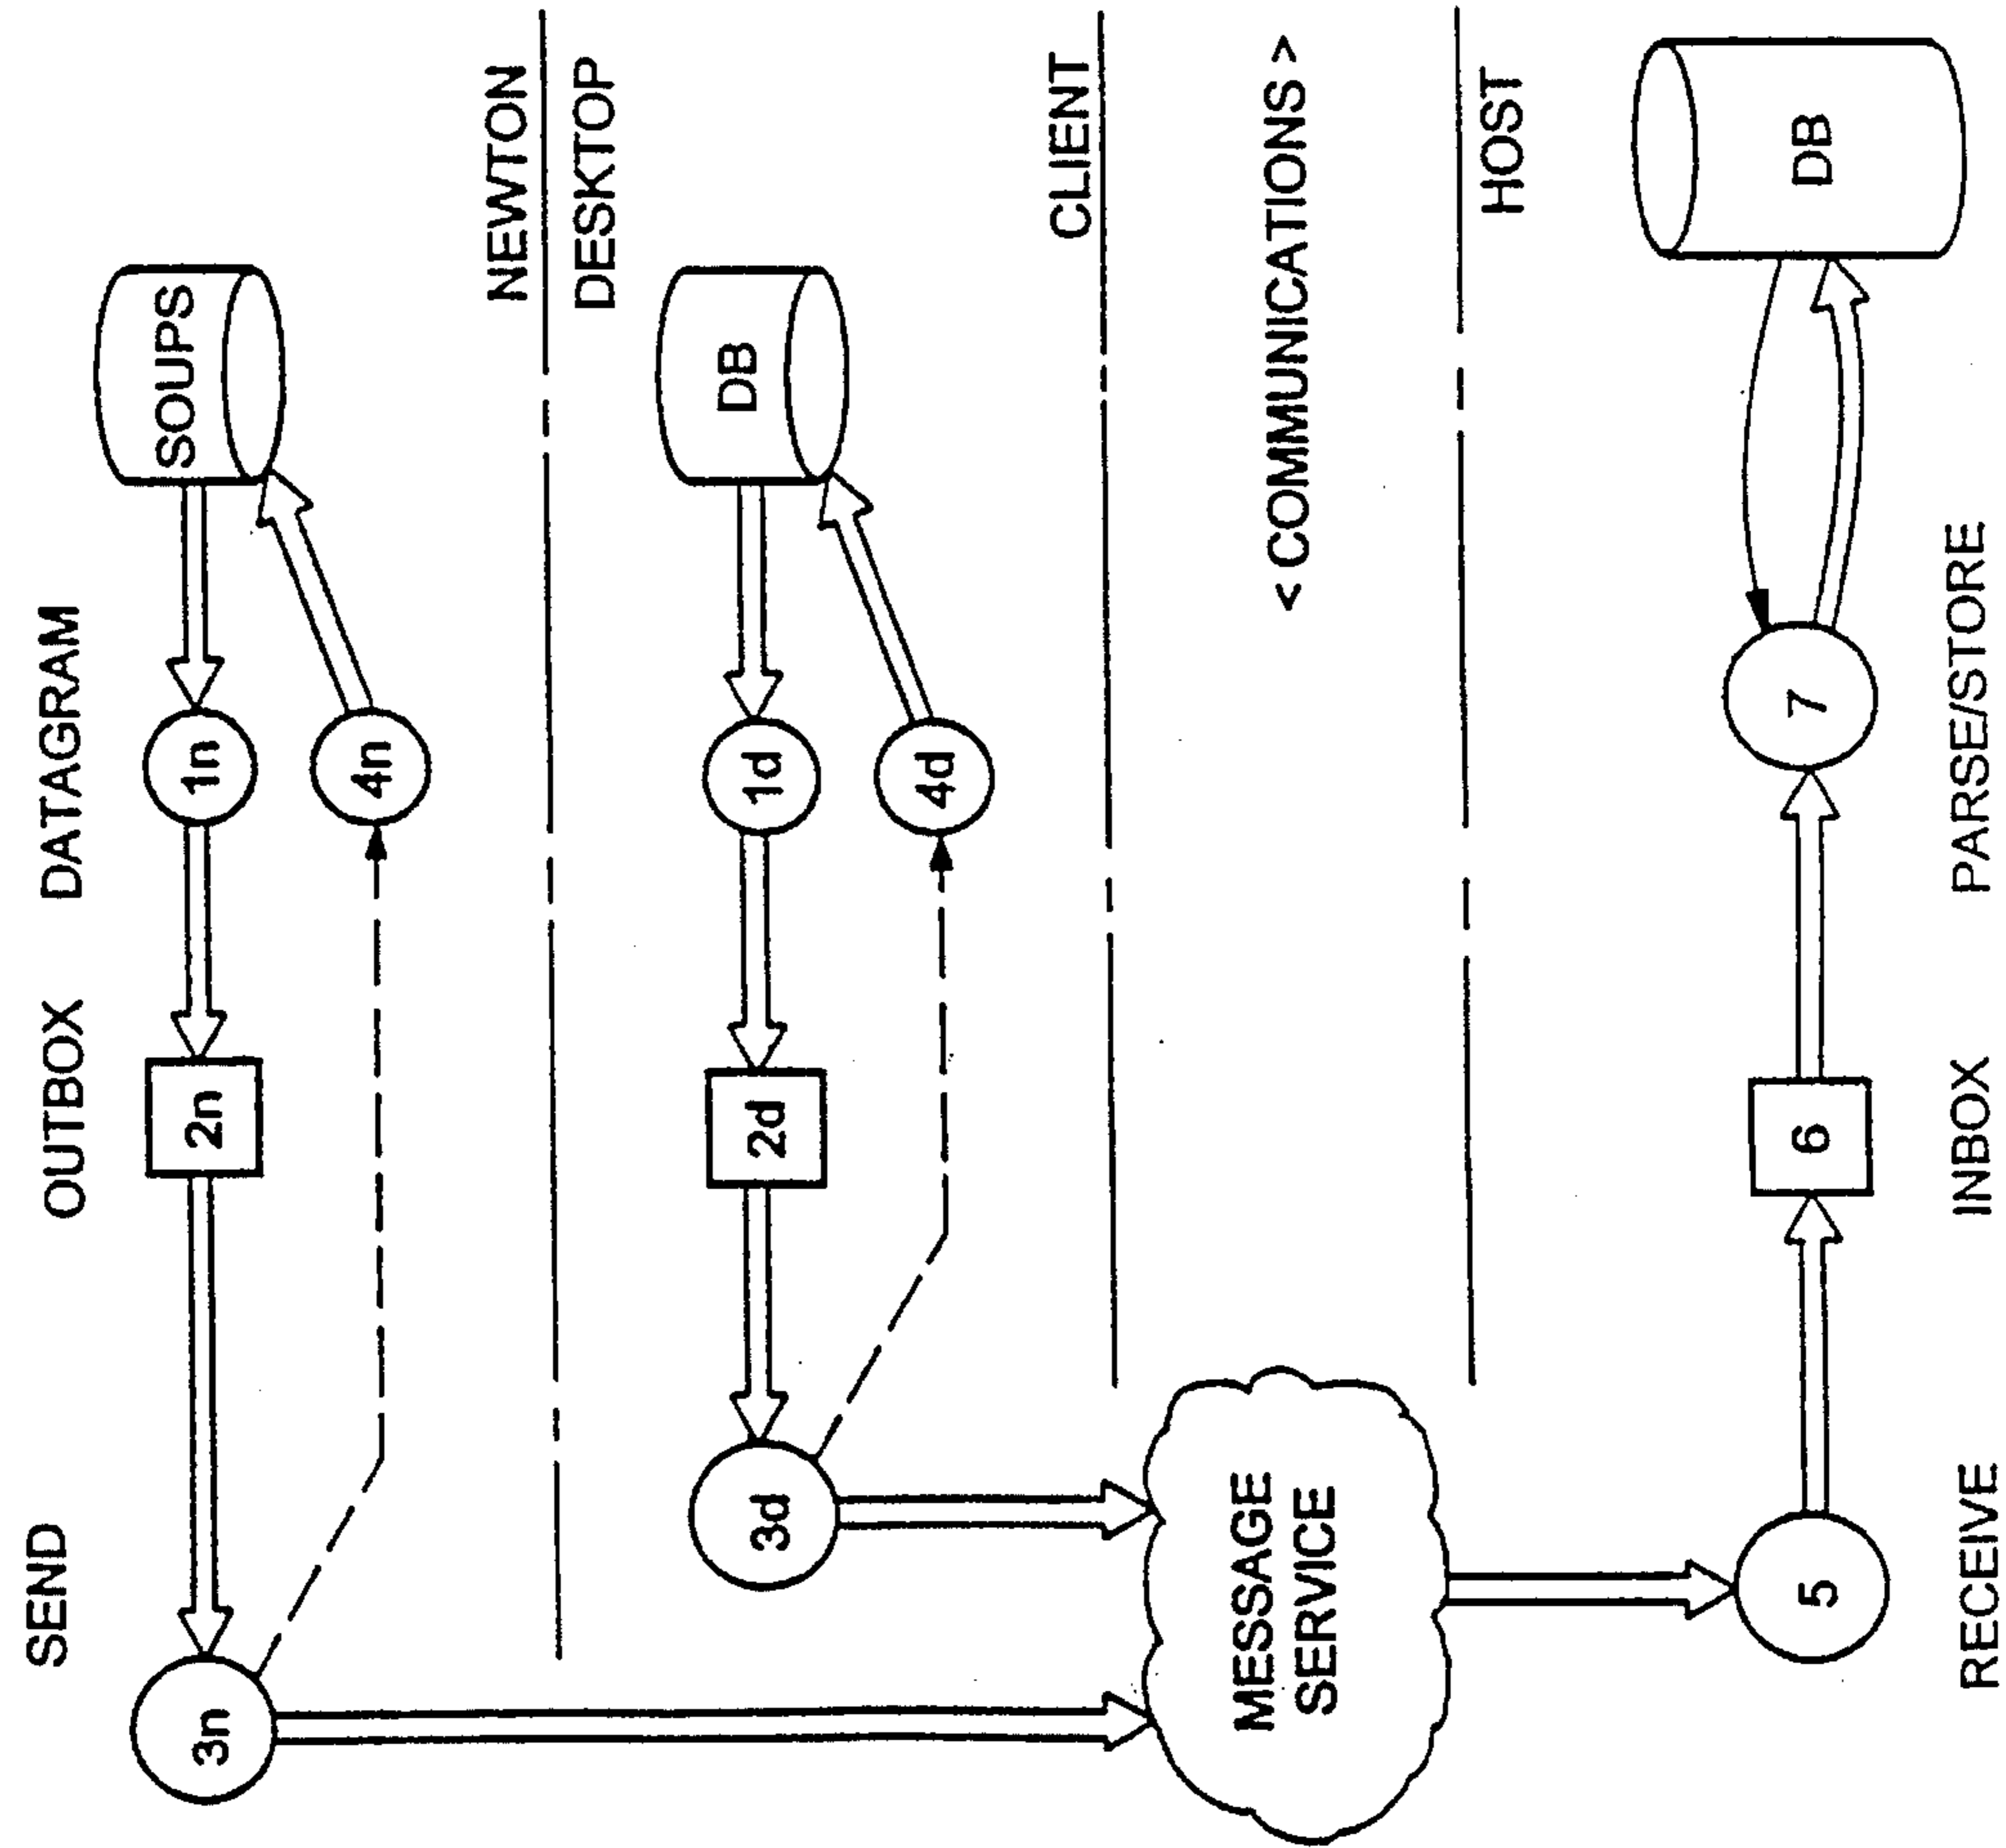 SEND
OUTBOX
DATAGRAM
3n
2n
1n
SOUPS
4n
NEWTON
DESKTOP
3d
2d
1d
DB
4d
CLIENT
MESSAGE
SERVICE
< COMMUNICATIONS >
HOST
5
6
7
DB
RECEIVE
INBOX
PARSE/STORE